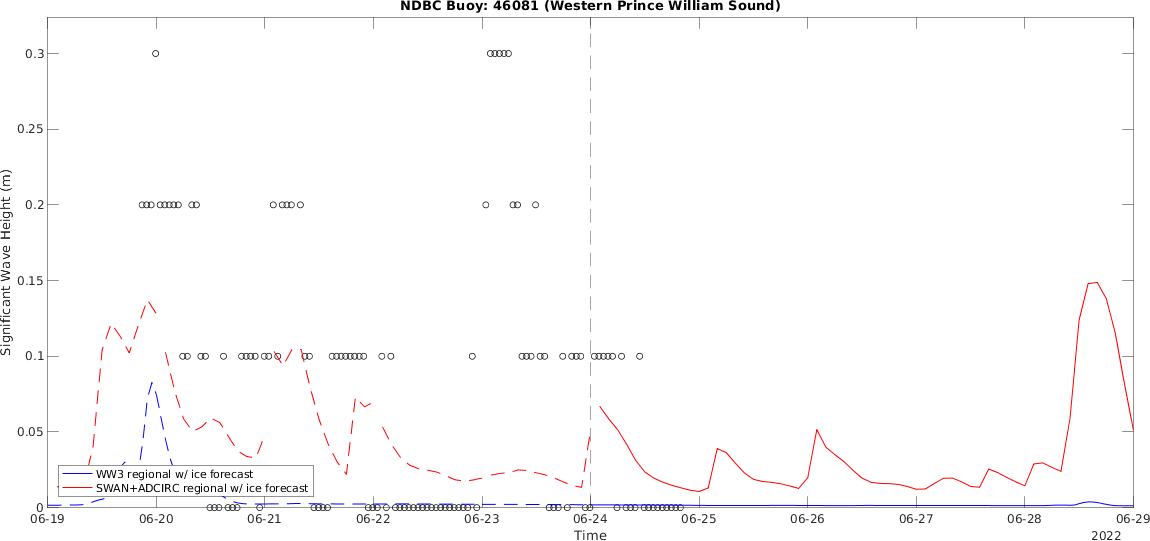 NDBC Buoy: 46081 (Western Prince William Sound)
0.3
0.25
0.2
0.15
0.1
0.05
0
Significant Wave Height (m)
WW3 regional w/ ice forecast
SWAN+ADCIRC regional w/ ice forecast
06-19 06-20 06-21 06-22 06-23 06-24 06-25 06-26 06-27 06-28 06-29
Time
2022